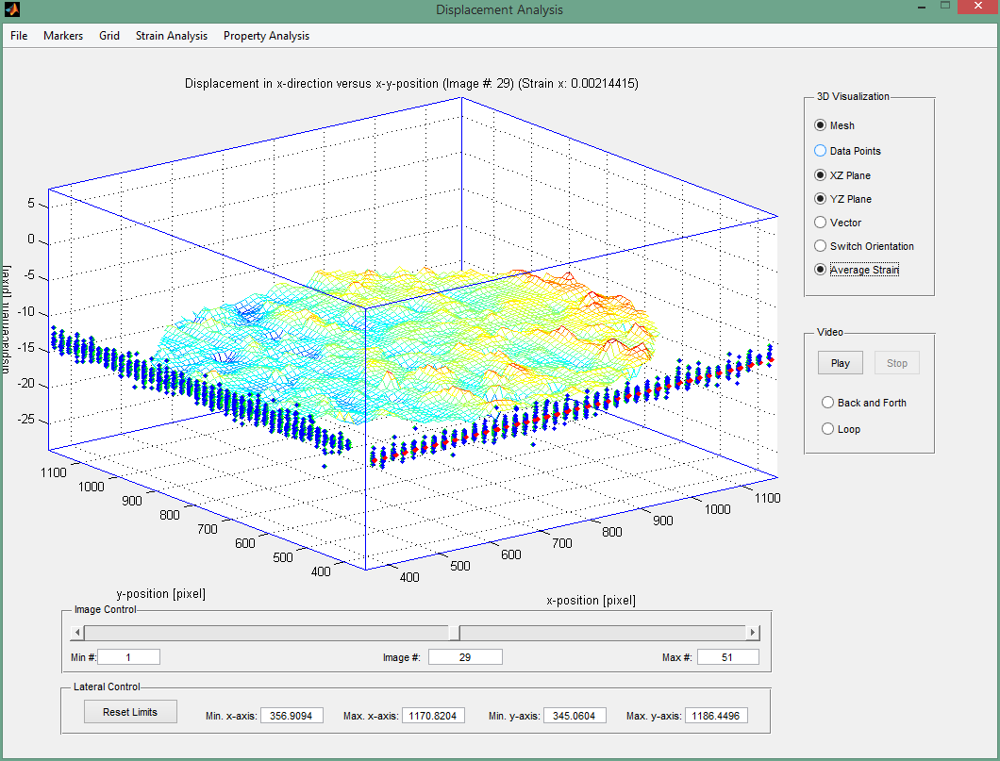 Displacement Analysis
File Markers Grid Strain Analysis Property Analysis
Displacement in x-direction versus x-y-position (Image #: 29) (Strain x: 0.00214415)
5
0
-5
-10
-15
-20
-25
displacement [pixel]
1100
1000
900
800
700
600
500
400
y-position [pixel]
400
500
600
700
800
900
1000
1100
x-position [pixel]
3D Visualization
Mesh
Data Points
XZ Plane
YZ Plane
Vector
Switch Orientation
Average Strain
Video
Play Stop
Back and Forth
Loop
Image Control
Min #: 1 Image #: 29 Max #: 51
Lateral Control
Reset Limits Min. x-axis: 356.9094 Max. x-axis: 1170.8204 Min. y-axis: 345.0604 Max. y-axis: 1186.4496